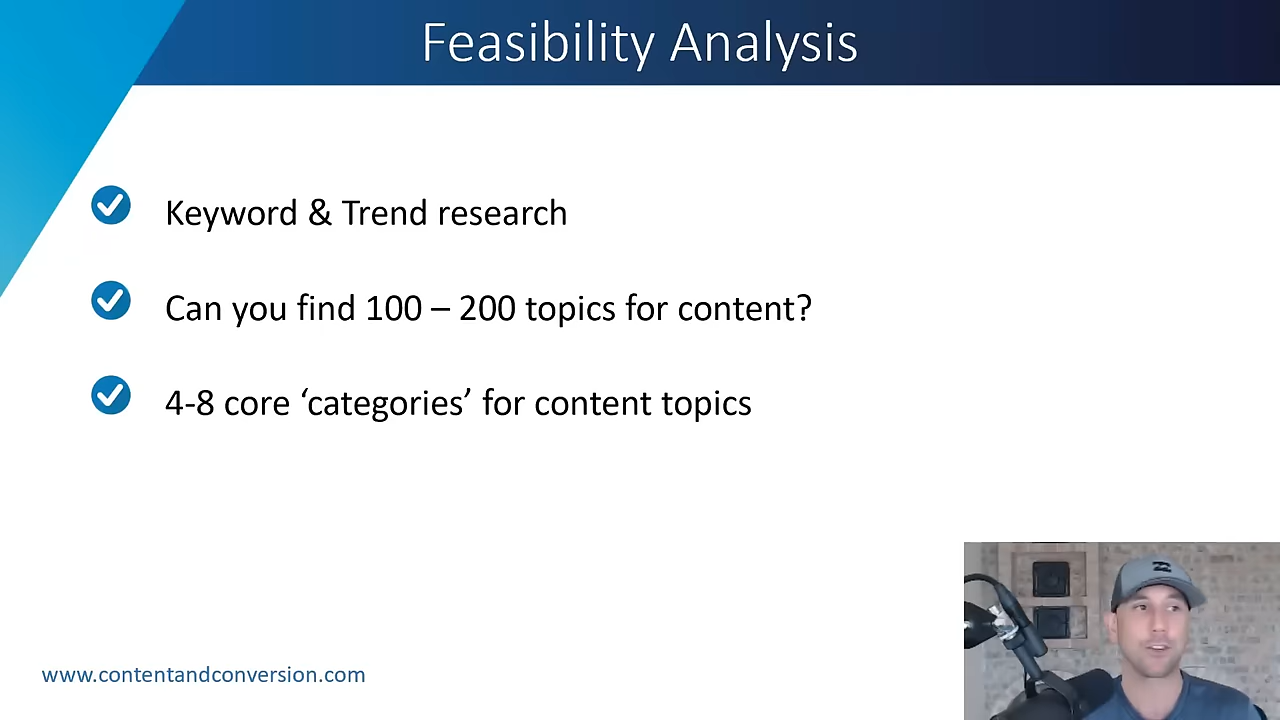 Feasibility Analysis
Keyword & Trend research
Can you find 100 – 200 topics for content?
4-8 core ‘categories’ for content topics
www.contentandconversion.com